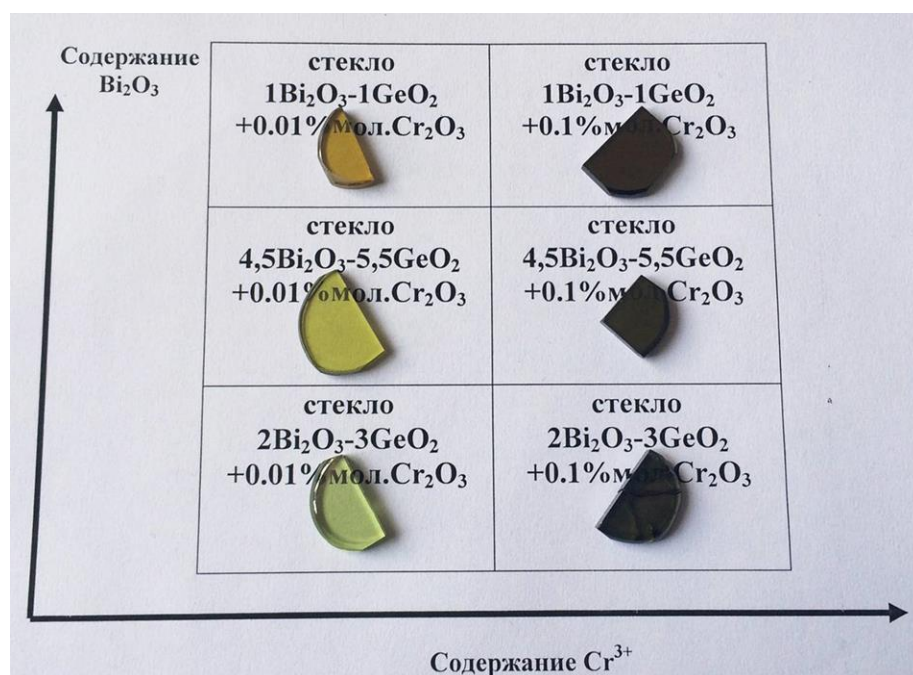 Содержание
Bi₂O₃
стекло
1Bi₂O₃-1GeO₂
+0.01%мол.Cr₂O₃
стекло
1Bi₂O₃-1GeO₂
+0.1%мол.Cr₂O₃
стекло
4,5Bi₂O₃-5,5GeO₂
+0.01%мол.Cr₂O₃
стекло
4,5Bi₂O₃-5,5GeO₂
+0.1%мол.Cr₂O₃
стекло
2Bi₂O₃-3GeO₂
+0.01%мол.Cr₂O₃
стекло
2Bi₂O₃-3GeO₂
+0.1%мол.Cr₂O₃
Содержание Cr³⁺